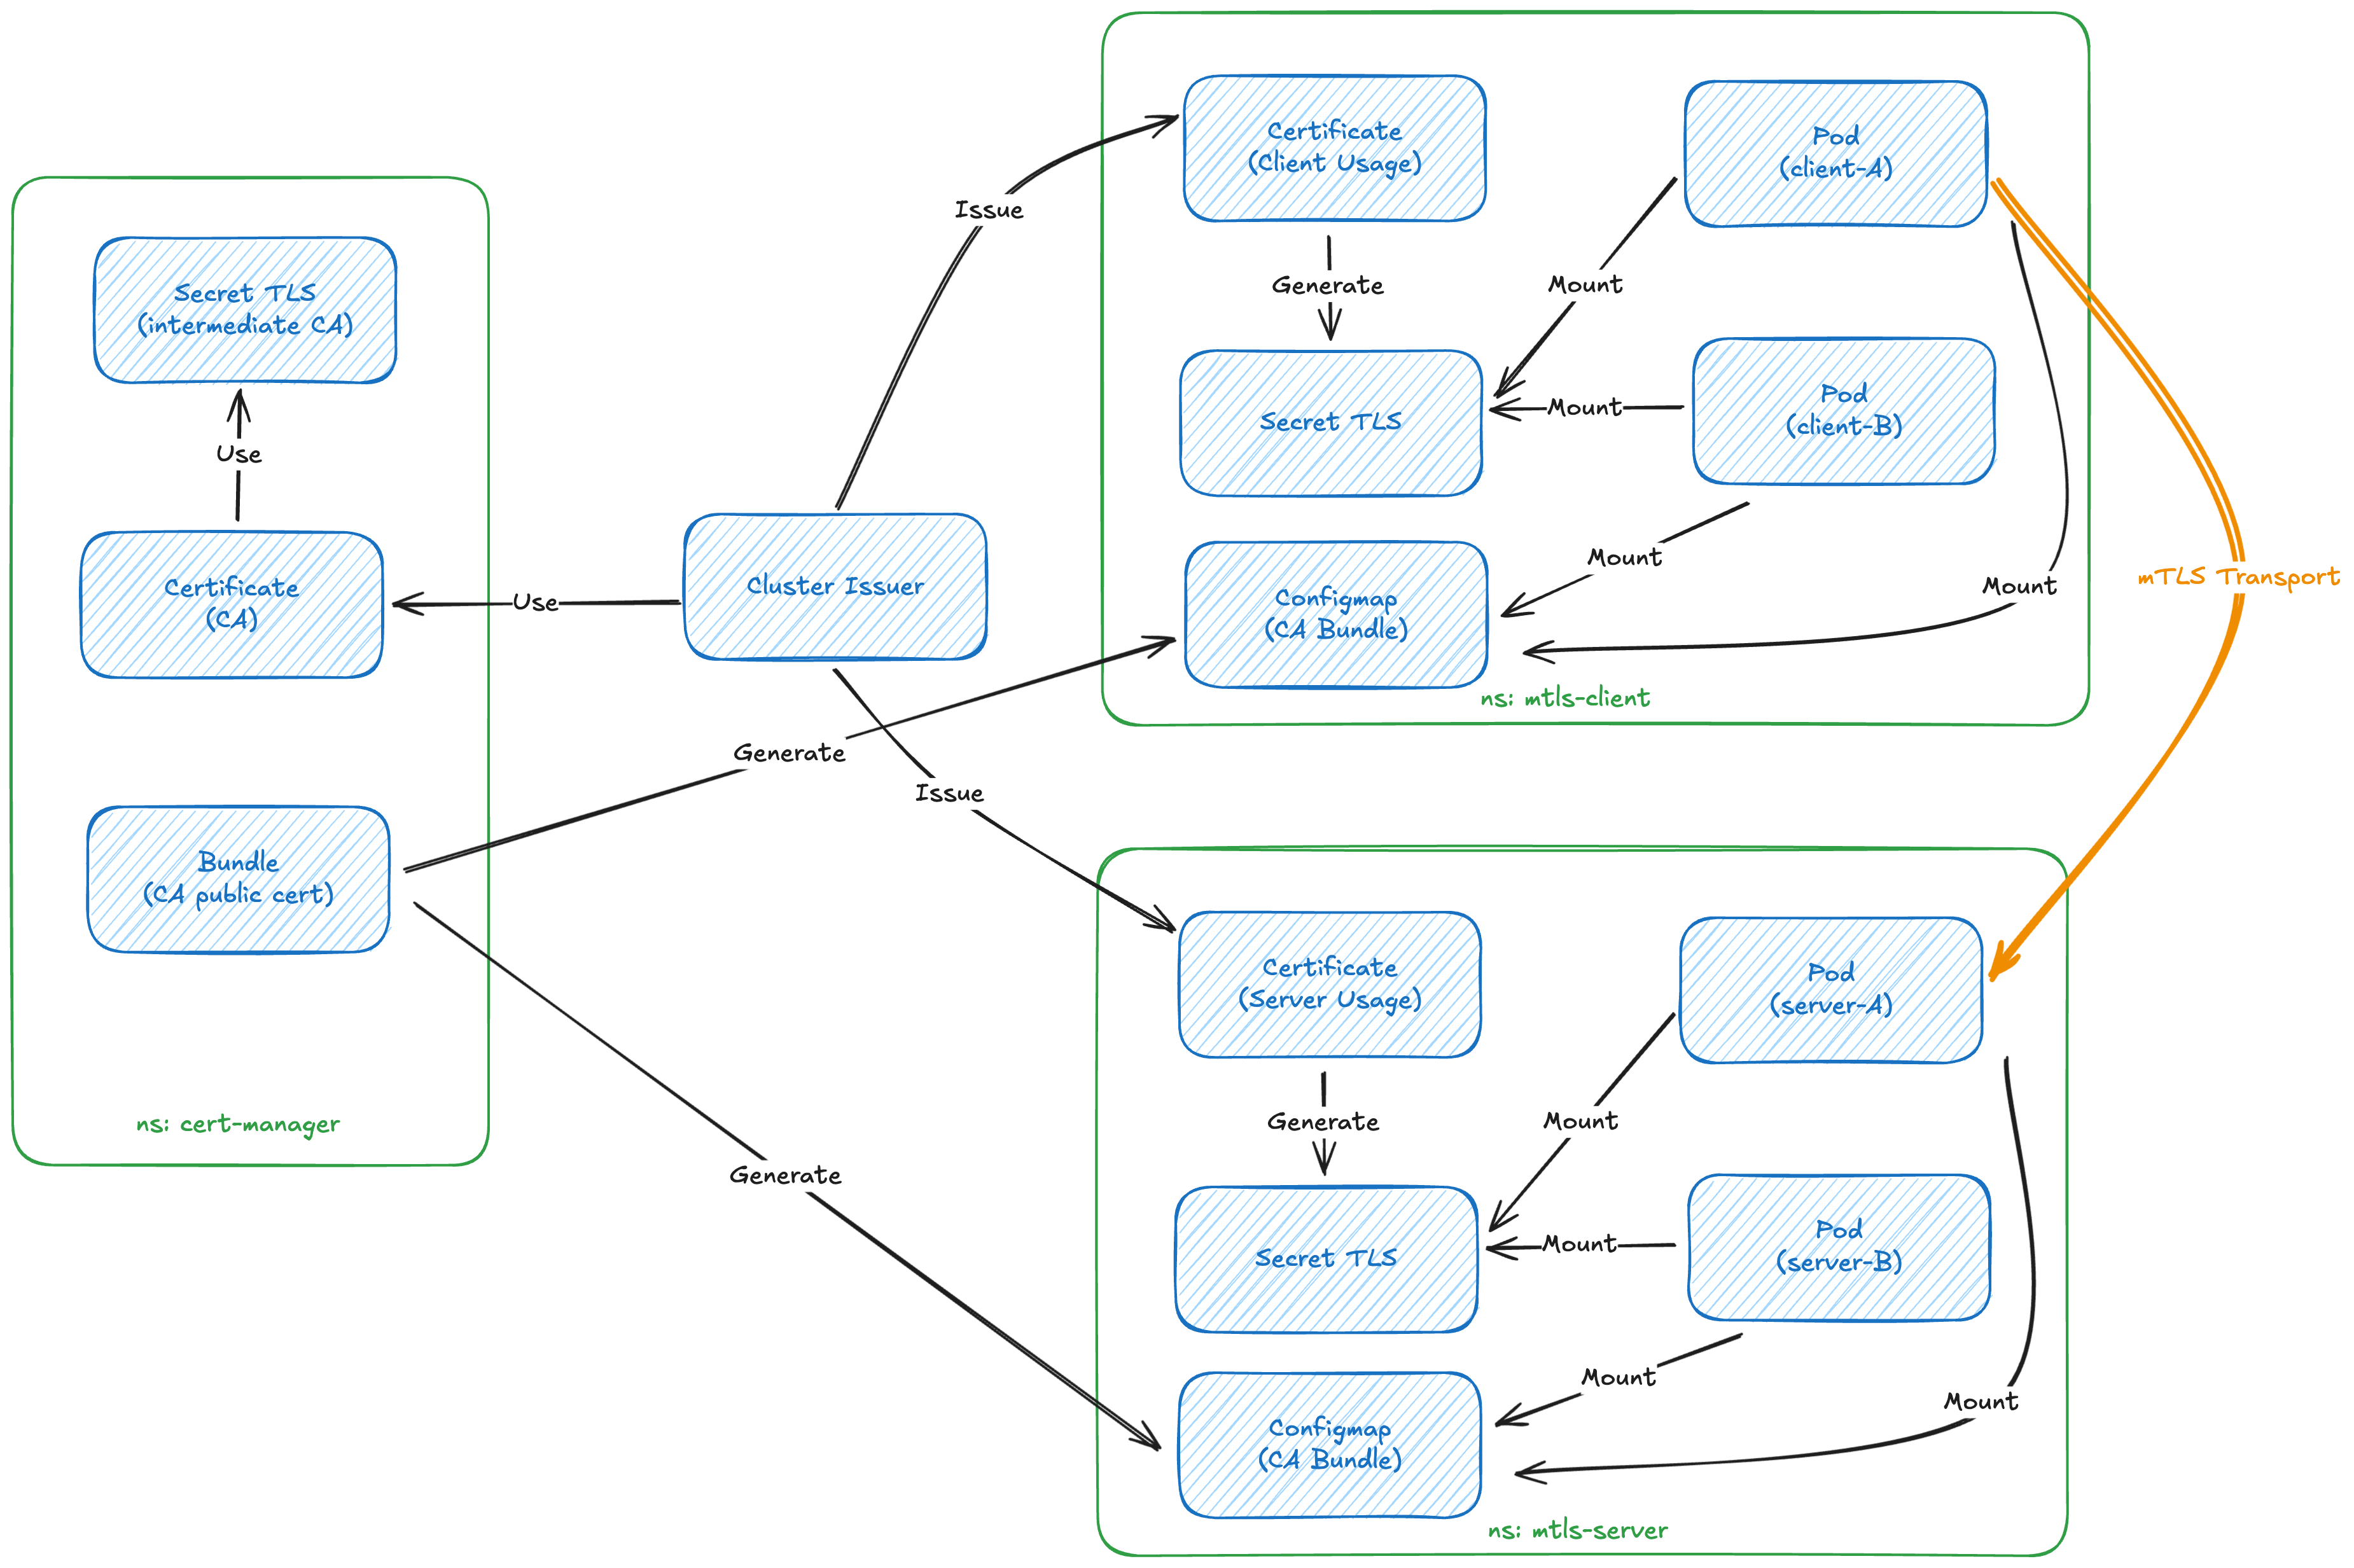 Secret TLS
(intermediate CA)
Use
Certificate
(CA)
Use
Bundle
(CA public cert)
ns: cert-manager
Cluster Issuer
Issue
Issue
Generate
Generate
Certificate
(Client Usage)
Generate
Secret TLS
Configmap
(CA Bundle)
Pod
(client-A)
Mount
Pod
(client-B)
Mount
Mount
Mount
ns: mtls-client
mTLS Transport
Certificate
(Server Usage)
Generate
Secret TLS
Configmap
(CA Bundle)
Pod
(server-A)
Mount
Pod
(server-B)
Mount
Mount
Mount
ns: mtls-server